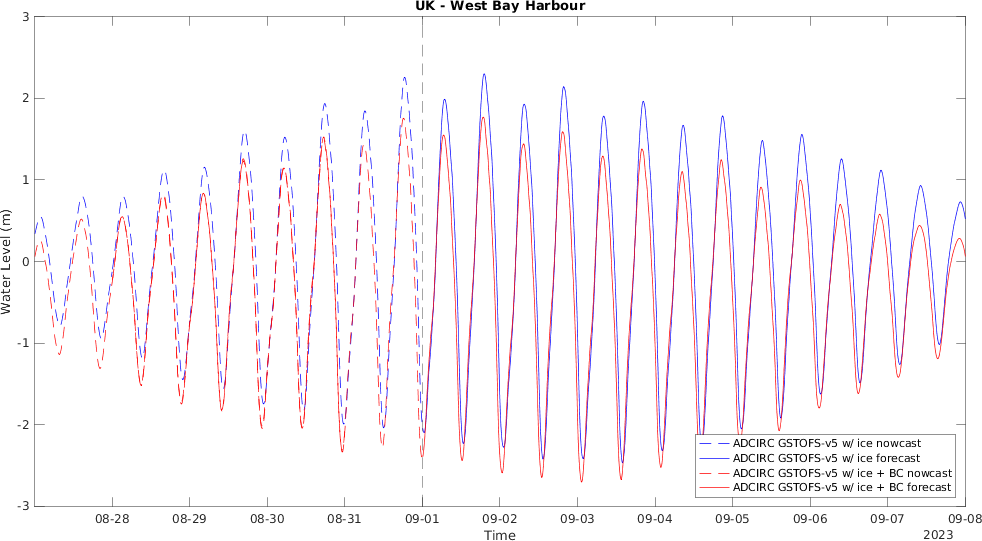 UK - West Bay Harbour
3
2
1
0
-1
-2
-3
Water Level (m)
ADCIRC GSTOFS-v5 w/ ice nowcast
ADCIRC GSTOFS-v5 w/ ice forecast
ADCIRC GSTOFS-v5 w/ ice + BC nowcast
ADCIRC GSTOFS-v5 w/ ice + BC forecast
08-28 08-29 08-30 08-31 09-01 09-02 09-03 09-04 09-05 09-06 09-07 09-08
Time
2023